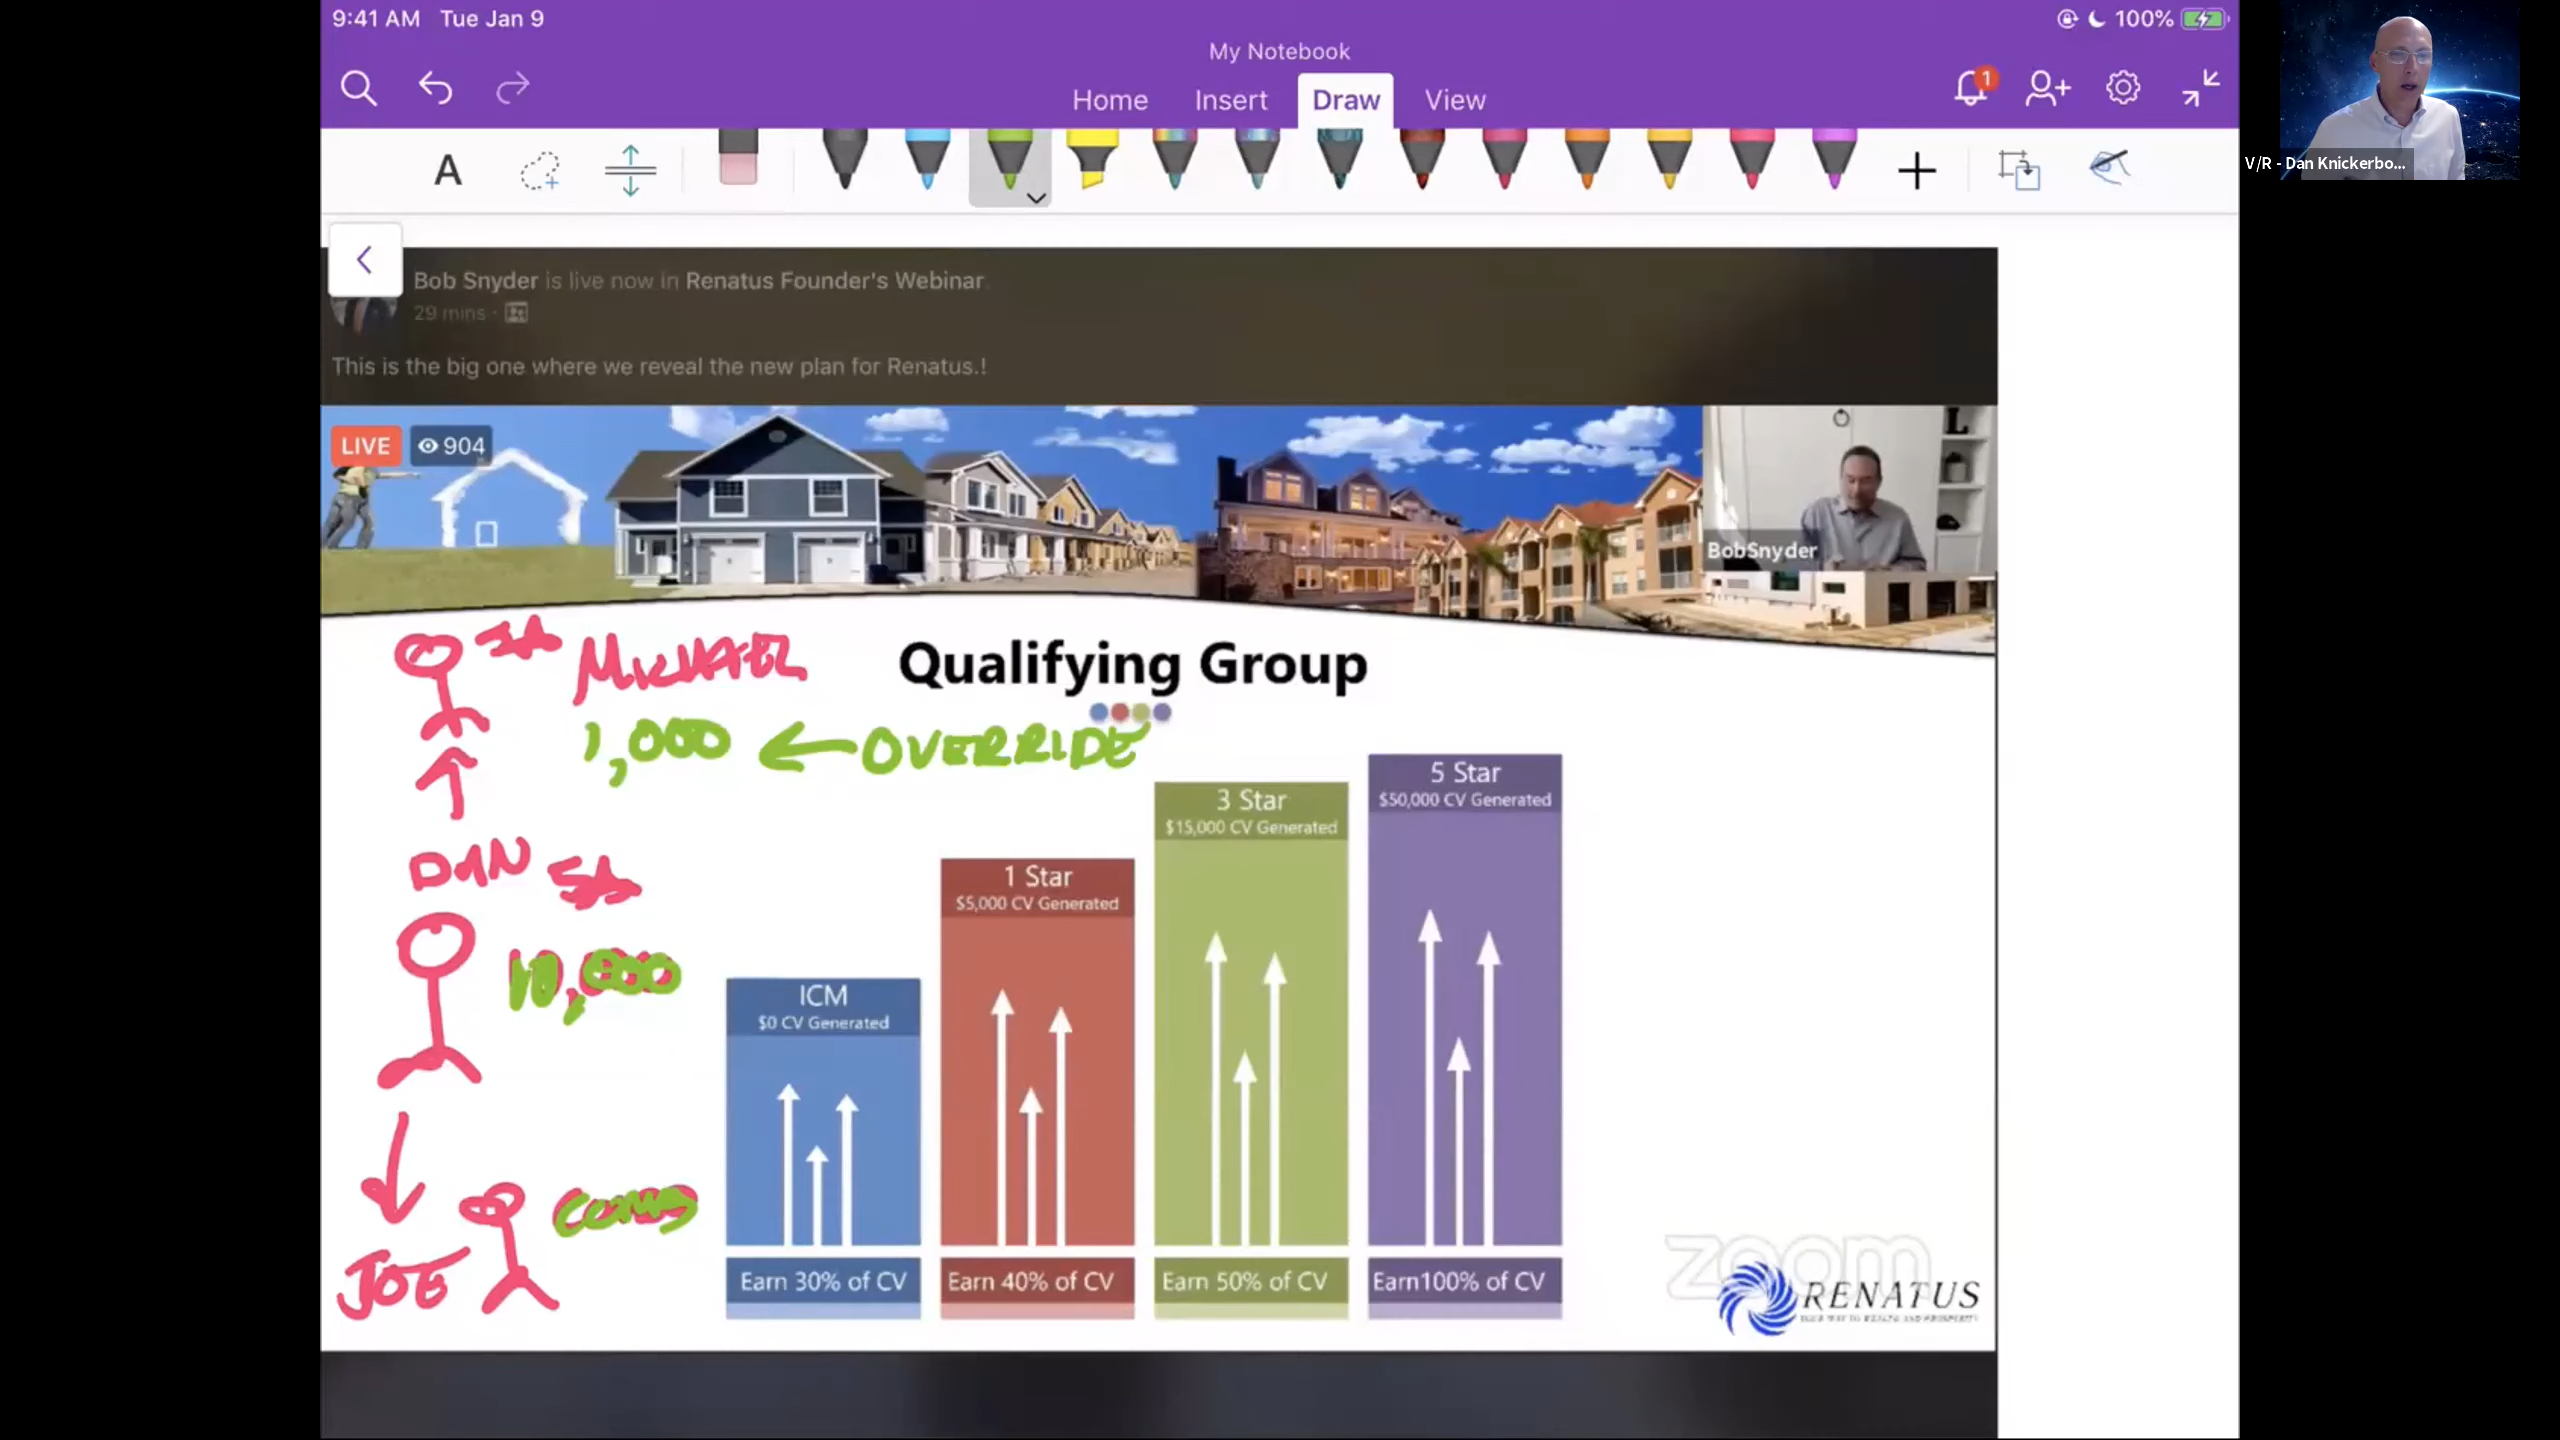 9:41 AM Tue Jan 9
100%
My Notebook
Home Insert Draw View
1
A
V/R - Dan Knickerbo...
Bob Snyder is live now in Renatus Founder's Webinar
29 mins ·
This is the big one where we reveal the new plan for Renatus.!
LIVE 904
BobSnyder
MICHAEL
Qualifying Group
1,000 ← OVERRIDE
5 Star
$50,000 CV Generated
3 Star
$15,000 CV Generated
DAN
1 Star
$5,000 CV Generated
10,000
ICM
$0 CV Generated
JOE
Earn 30% of CV
Earn 40% of CV
Earn 50% of CV
Earn100% of CV
zoom
RENATUS